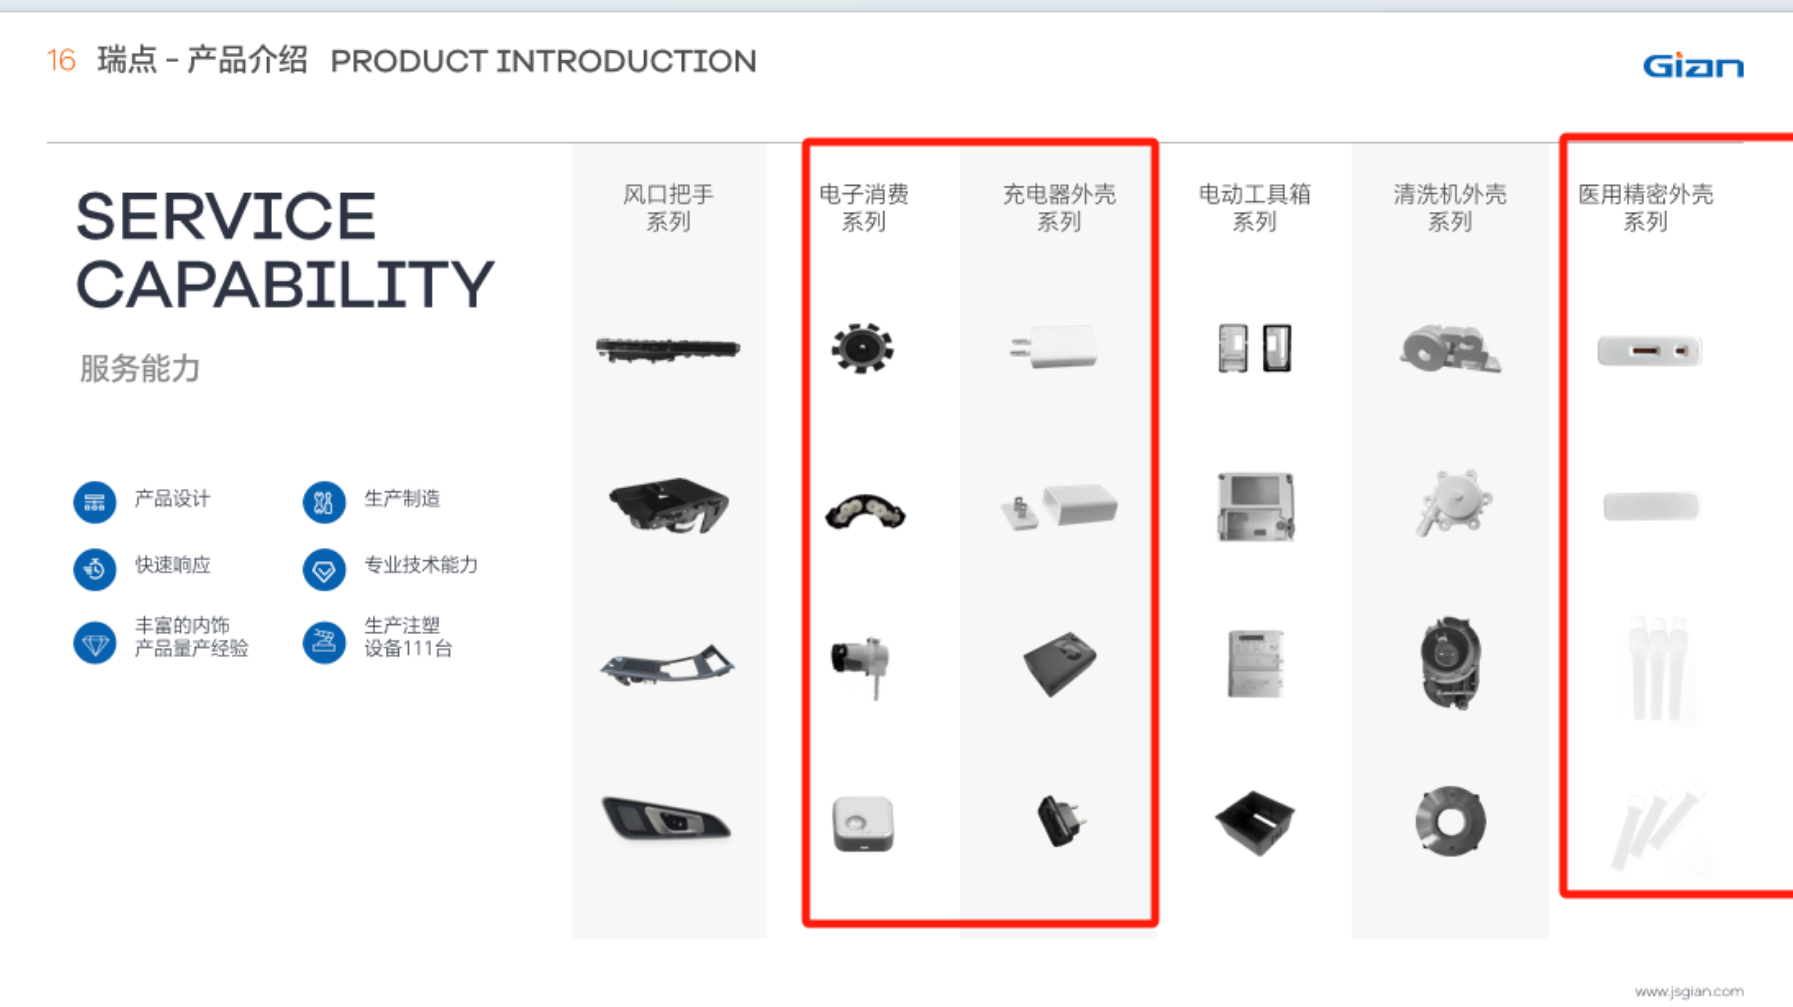 16 瑞点 - 产品介绍 PRODUCT INTRODUCTION
Gian
SERVICE
CAPABILITY
服务能力
产品设计
生产制造
快速响应
专业技术能力
丰富的内饰
产品量产经验
生产注塑
设备111台
风口把手
系列
电子消费
系列
充电器外壳
系列
电动工具箱
系列
清洗机外壳
系列
医用精密外壳
系列
www.jsgian.com